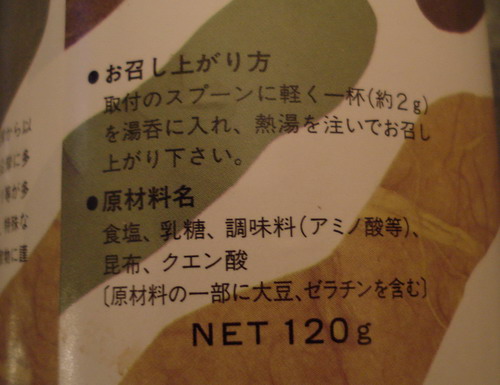 ●お召し上がり方
取付のスプーンに軽く一杯(約2g)
を湯呑に入れ、熱湯を注いでお召し
上がり下さい。
●原材料名
食塩、乳糖、調味料(アミノ酸等)、
昆布、クエン酸
〔原材料の一部に大豆、ゼラチンを含む〕
NET 120g